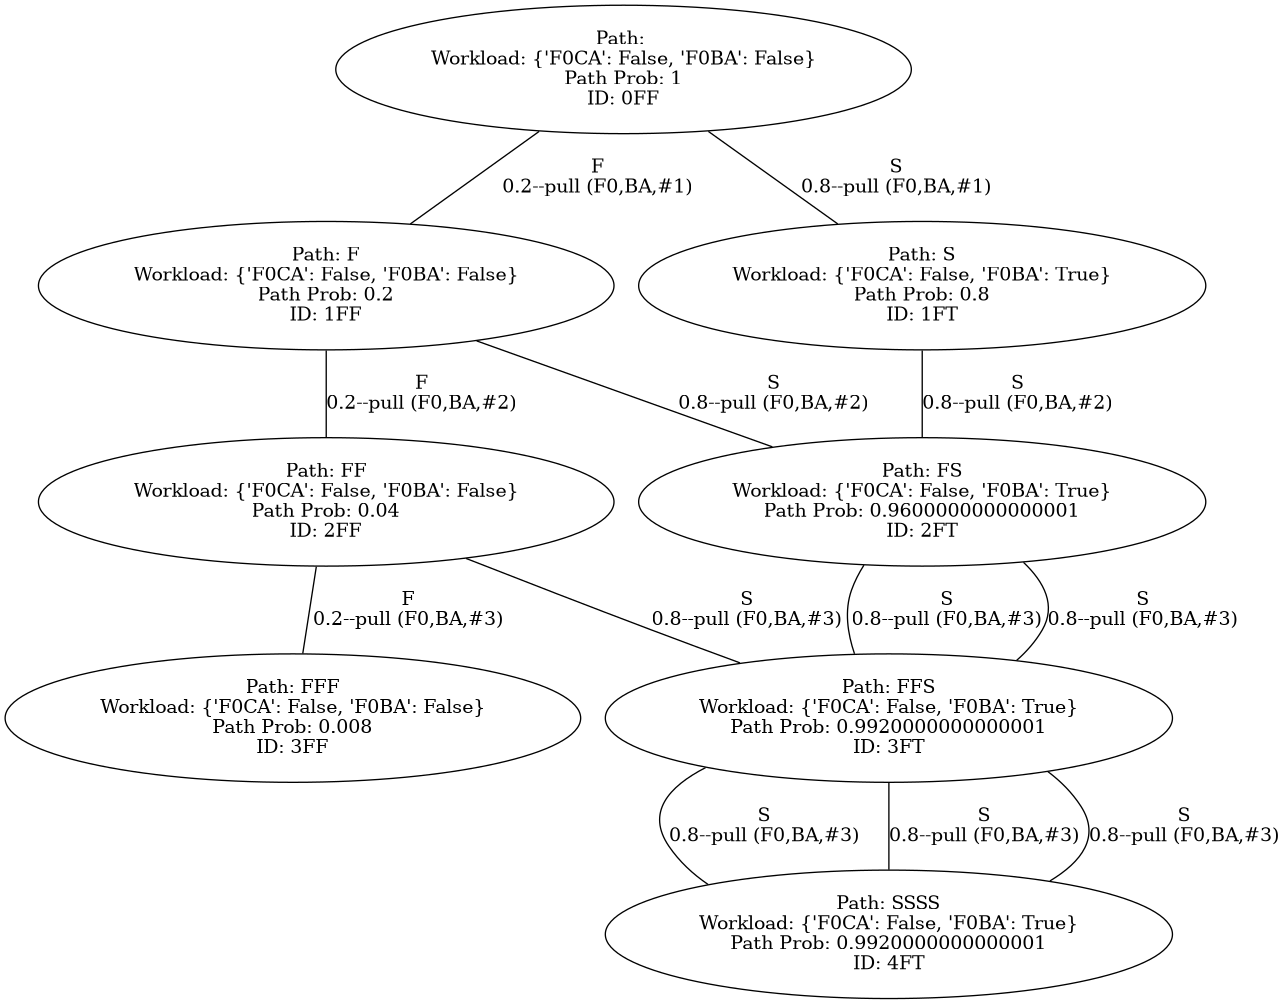 Path:
Workload: {'F0CA': False, 'F0BA': False}
Path Prob: 1
ID: 0FF
F
0.2--pull (F0,BA,#1)
S
0.8--pull (F0,BA,#1)
Path: F
Workload: {'F0CA': False, 'F0BA': False}
Path Prob: 0.2
ID: 1FF
Path: S
Workload: {'F0CA': False, 'F0BA': True}
Path Prob: 0.8
ID: 1FT
F
0.2--pull (F0,BA,#2)
S
0.8--pull (F0,BA,#2)
S
0.8--pull (F0,BA,#2)
Path: FF
Workload: {'F0CA': False, 'F0BA': False}
Path Prob: 0.04
ID: 2FF
Path: FS
Workload: {'F0CA': False, 'F0BA': True}
Path Prob: 0.9600000000000001
ID: 2FT
F
0.2--pull (F0,BA,#3)
S
0.8--pull (F0,BA,#3)
S
0.8--pull (F0,BA,#3)
S
0.8--pull (F0,BA,#3)
Path: FFF
Workload: {'F0CA': False, 'F0BA': False}
Path Prob: 0.008
ID: 3FF
Path: FFS
Workload: {'F0CA': False, 'F0BA': True}
Path Prob: 0.9920000000000001
ID: 3FT
S
0.8--pull (F0,BA,#3)
S
0.8--pull (F0,BA,#3)
S
0.8--pull (F0,BA,#3)
Path: SSSS
Workload: {'F0CA': False, 'F0BA': True}
Path Prob: 0.9920000000000001
ID: 4FT